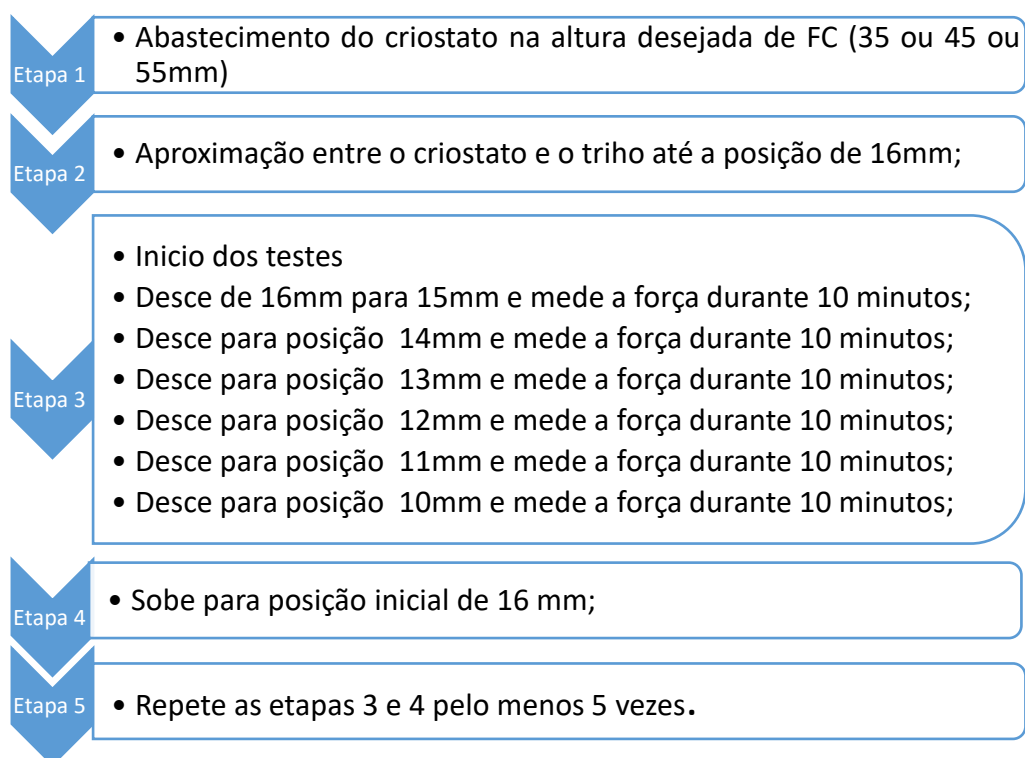 Etapa 1
• Abastecimento do criostato na altura desejada de FC (35 ou 45 ou
55mm)
Etapa 2
• Aproximação entre o criostato e o triho até a posição de 16mm;
Etapa 3
• Inicio dos testes
• Desce de 16mm para 15mm e mede a força durante 10 minutos;
• Desce para posição 14mm e mede a força durante 10 minutos;
• Desce para posição 13mm e mede a força durante 10 minutos;
• Desce para posição 12mm e mede a força durante 10 minutos;
• Desce para posição 11mm e mede a força durante 10 minutos;
• Desce para posição 10mm e mede a força durante 10 minutos;
Etapa 4
• Sobe para posição inicial de 16 mm;
Etapa 5
• Repete as etapas 3 e 4 pelo menos 5 vezes.